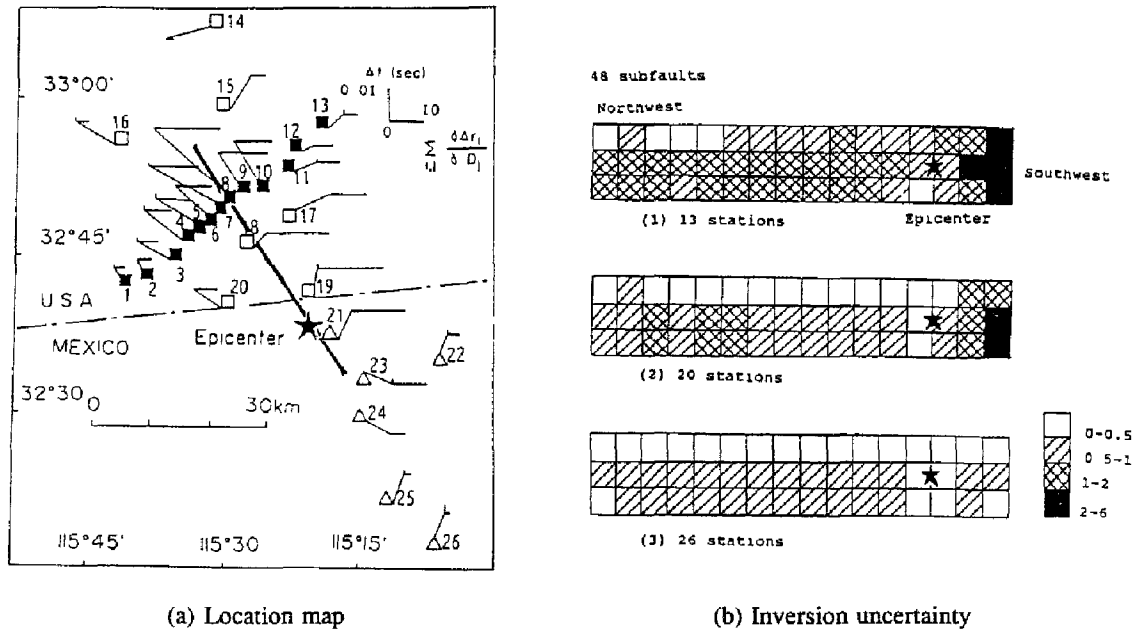 14
33°00'
15
Δt (sec)
0 01
10
0
13
16
12
11
8
9
10
7
5
6
4
17
8
32°45'
3
2
1
20
19
U S A
MEXICO
Epicenter
21
22
23
24
32°30'
0
30km
25
26
115°45'
115°30'
115°15'
(a) Location map
48 subfaults
Northwest
Southwest
(1) 13 stations
Epicenter
(2) 20 stations
(3) 26 stations
0-0.5
0 5-1
1-2
2-6
(b) Inversion uncertainty